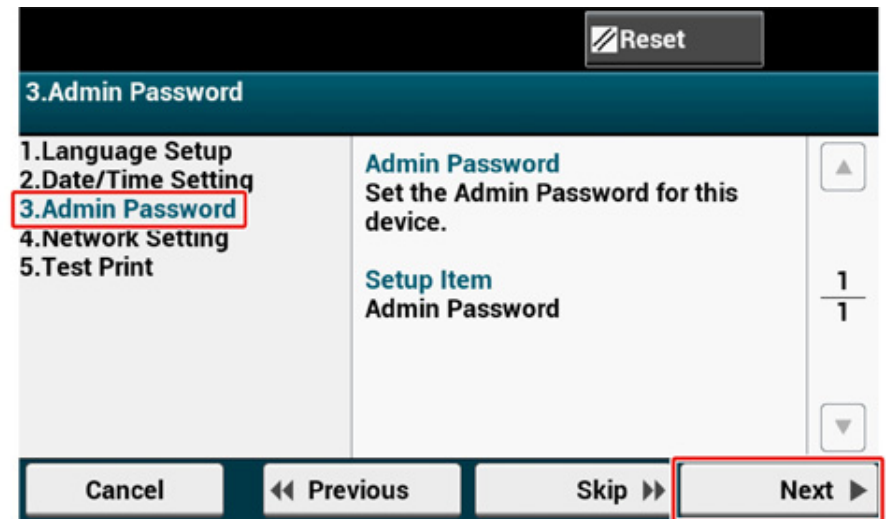 Reset
3.Admin Password
1.Language Setup
2.Date/Time Setting
3.Admin Password
4.Network Setting
5.Test Print
Admin Password
Set the Admin Password for this
device.
Setup Item
Admin Password
1
1
Cancel
Previous
Skip
Next